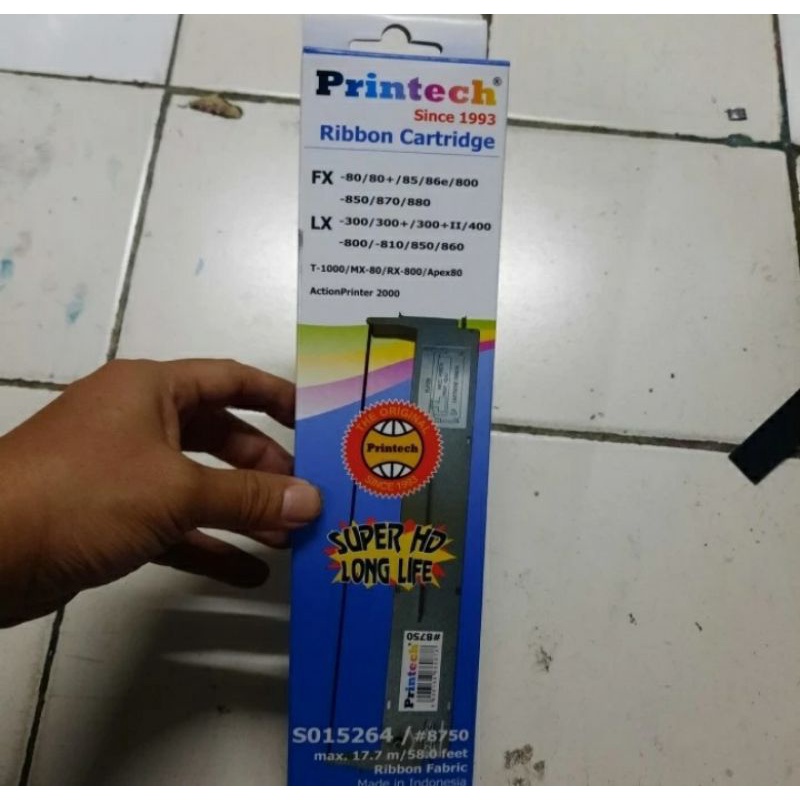 Printech®
Since 1993
Ribbon Cartridge
FX -80/80+/85/86e/800
-850/870/880
LX -300/300+/300+II/400
-800/-810/850/860
T-1000/MX-80/RX-800/Apex80
ActionPrinter 2000
THE ORIGINAL
Printech
SINCE 1993
SUPER HD
LONG LIFE
#8750
Printech
S015264 / #8750
max. 17.7 m/58.0 feet
Ribbon Fabric
Made in Indonesia